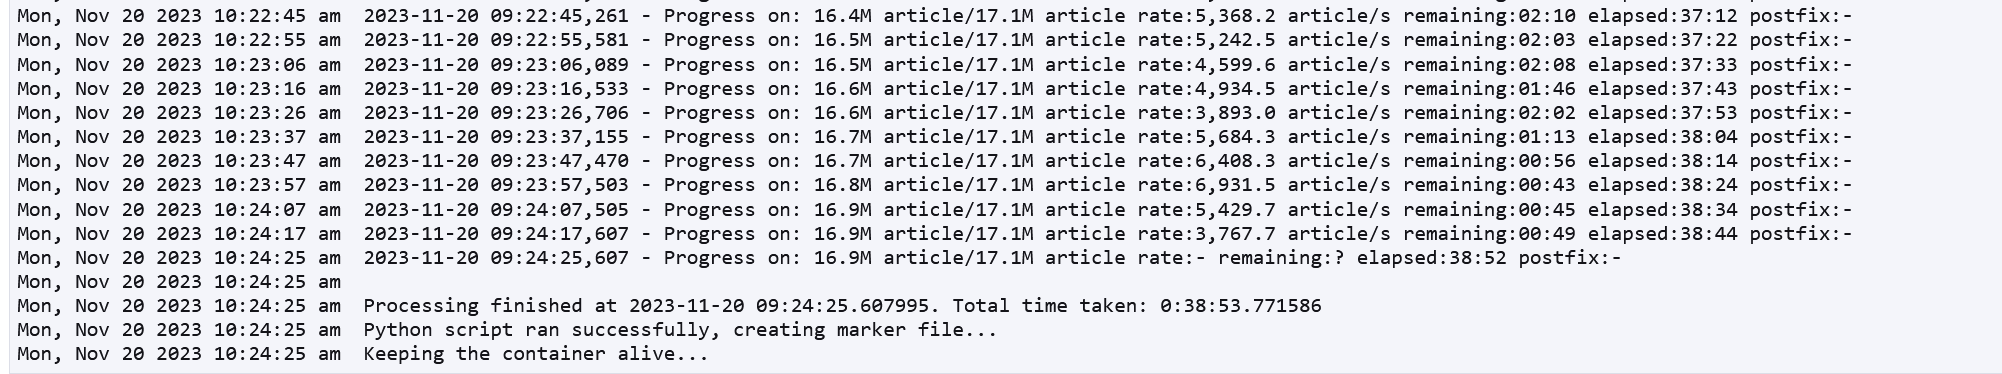 Mon, Nov 20 2023 10:22:45 am 2023-11-20 09:22:45,261 - Progress on: 16.4M article/17.1M article rate:5,368.2 article/s remaining:02:10 elapsed:37:12 postfix:-
Mon, Nov 20 2023 10:22:55 am 2023-11-20 09:22:55,581 - Progress on: 16.5M article/17.1M article rate:5,242.5 article/s remaining:02:03 elapsed:37:22 postfix:-
Mon, Nov 20 2023 10:23:06 am 2023-11-20 09:23:06,089 - Progress on: 16.5M article/17.1M article rate:4,599.6 article/s remaining:02:08 elapsed:37:33 postfix:-
Mon, Nov 20 2023 10:23:16 am 2023-11-20 09:23:16,533 - Progress on: 16.6M article/17.1M article rate:4,934.5 article/s remaining:01:46 elapsed:37:43 postfix:-
Mon, Nov 20 2023 10:23:26 am 2023-11-20 09:23:26,706 - Progress on: 16.6M article/17.1M article rate:3,893.0 article/s remaining:02:02 elapsed:37:53 postfix:-
Mon, Nov 20 2023 10:23:37 am 2023-11-20 09:23:37,155 - Progress on: 16.7M article/17.1M article rate:5,684.3 article/s remaining:01:13 elapsed:38:04 postfix:-
Mon, Nov 20 2023 10:23:47 am 2023-11-20 09:23:47,470 - Progress on: 16.7M article/17.1M article rate:6,408.3 article/s remaining:00:56 elapsed:38:14 postfix:-
Mon, Nov 20 2023 10:23:57 am 2023-11-20 09:23:57,503 - Progress on: 16.8M article/17.1M article rate:6,931.5 article/s remaining:00:43 elapsed:38:24 postfix:-
Mon, Nov 20 2023 10:24:07 am 2023-11-20 09:24:07,505 - Progress on: 16.9M article/17.1M article rate:5,429.7 article/s remaining:00:45 elapsed:38:34 postfix:-
Mon, Nov 20 2023 10:24:17 am 2023-11-20 09:24:17,607 - Progress on: 16.9M article/17.1M article rate:3,767.7 article/s remaining:00:49 elapsed:38:44 postfix:-
Mon, Nov 20 2023 10:24:25 am 2023-11-20 09:24:25,607 - Progress on: 16.9M article/17.1M article rate:- remaining:? elapsed:38:52 postfix:-
Mon, Nov 20 2023 10:24:25 am
Mon, Nov 20 2023 10:24:25 am Processing finished at 2023-11-20 09:24:25.607995. Total time taken: 0:38:53.771586
Mon, Nov 20 2023 10:24:25 am Python script ran successfully, creating marker file...
Mon, Nov 20 2023 10:24:25 am Keeping the container alive...